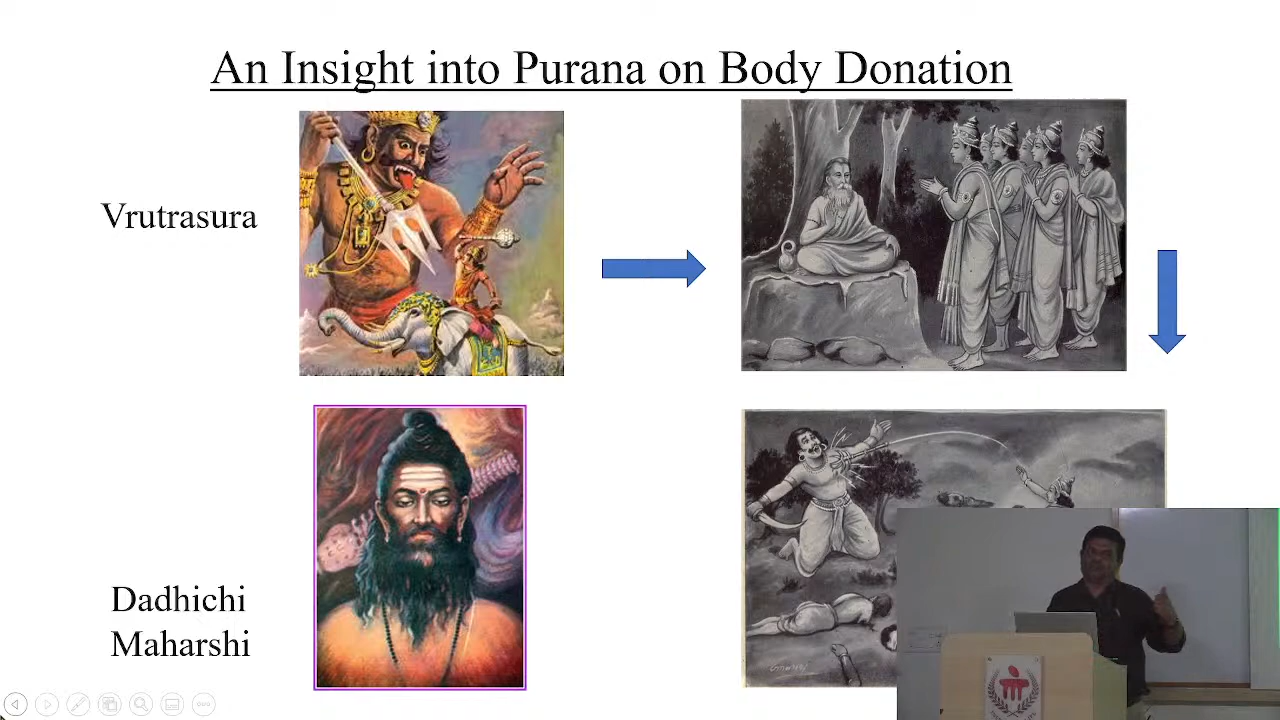 An Insight into Purana on Body Donation
Vrutrasura
Dadhichi
Maharshi